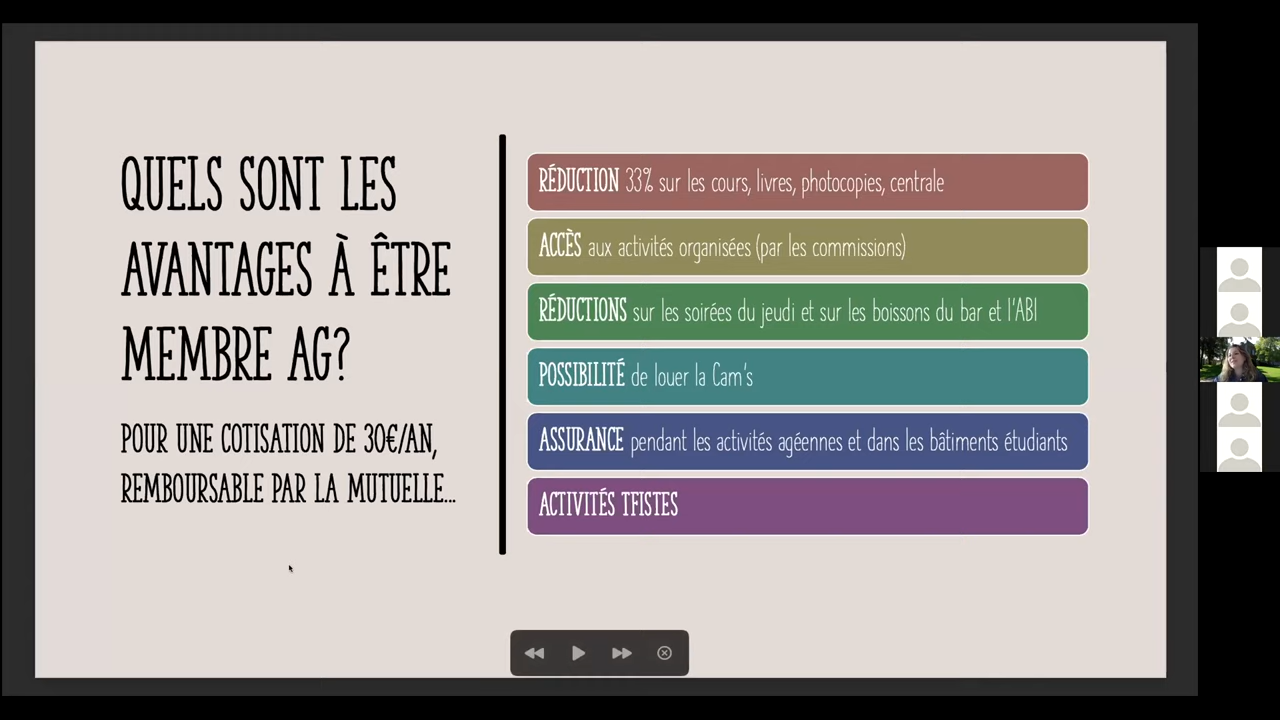 QUELS SONT LES
AVANTAGES À ÊTRE
MEMBRE AG?
POUR UNE COTISATION DE 30€/AN,
REMBOURSABLE PAR LA MUTUELLE...
RÉDUCTION 33% sur les cours, livres, photocopies, centrale
ACCÈS aux activités organisées (par les commissions)
RÉDUCTIONS sur les soirées du jeudi et sur les boissons du bar et l'ABI
POSSIBILITÉ de louer la Cam's
ASSURANCE pendant les activités agéennes et dans les bâtiments étudiants
ACTIVITÉS TFISTES